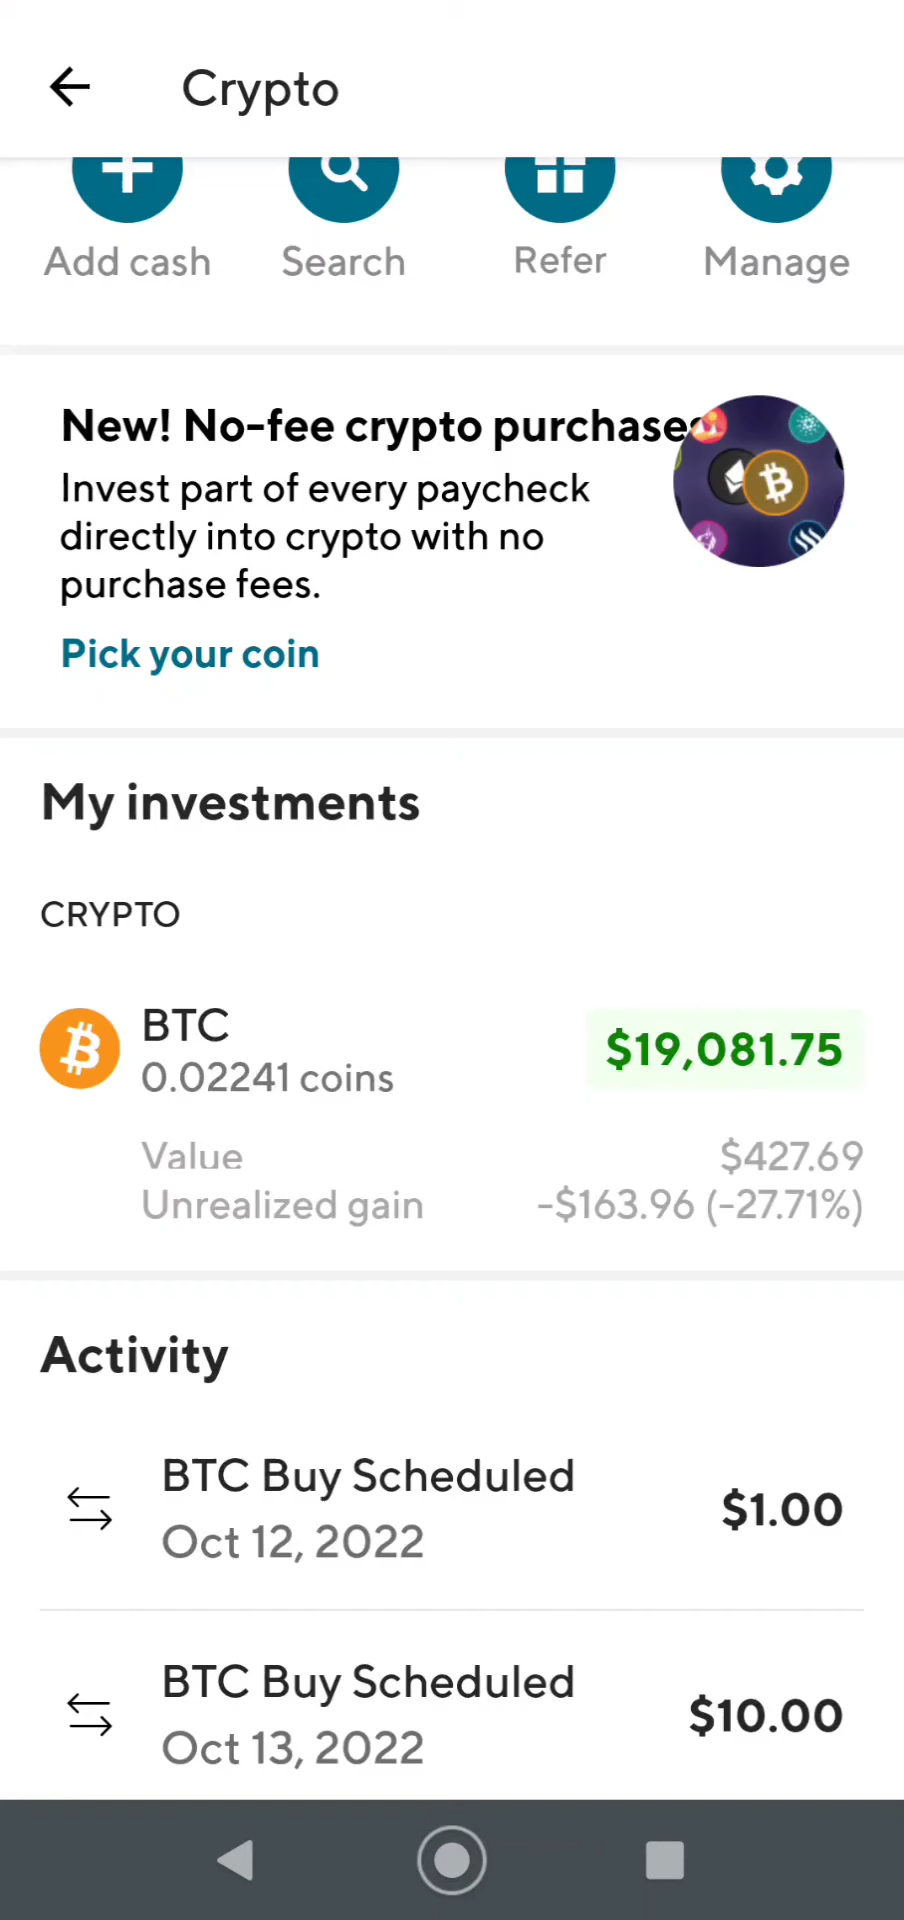 Crypto
Add cash
Search
Refer
Manage
New! No-fee crypto purchases
Invest part of every paycheck
directly into crypto with no
purchase fees.
Pick your coin
My investments
CRYPTO
BTC
$19,081.75
0.02241 coins
Value
$427.69
Unrealized gain
-$163.96 (-27.71%)
Activity
BTC Buy Scheduled
$1.00
Oct 12, 2022
BTC Buy Scheduled
$10.00
Oct 13, 2022